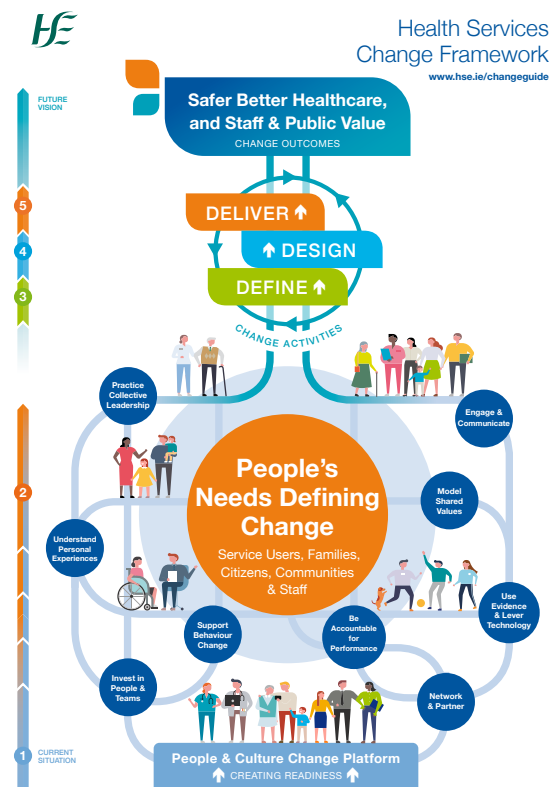 HSE
Health Services
Change Framework
www.hse.ie/changeguide
FUTURE
VISION
Safer Better Healthcare,
and Staff & Public Value
CHANGE OUTCOMES
5
DELIVER
4
DESIGN
3
DEFINE
CHANGE ACTIVITIES
Practice
Collective
Leadership
Engage &
Communicate
2
People's
Needs Defining
Change
Service Users, Families,
Citizens, Communities
& Staff
Model
Shared
Values
Understand
Personal
Experiences
Use
Evidence
& Lever
Technology
Support
Behaviour
Change
Be
Accountable
for
Performance
Invest in
People &
Teams
Network
& Partner
1
CURRENT
SITUATION
People & Culture Change Platform
CREATING READINESS